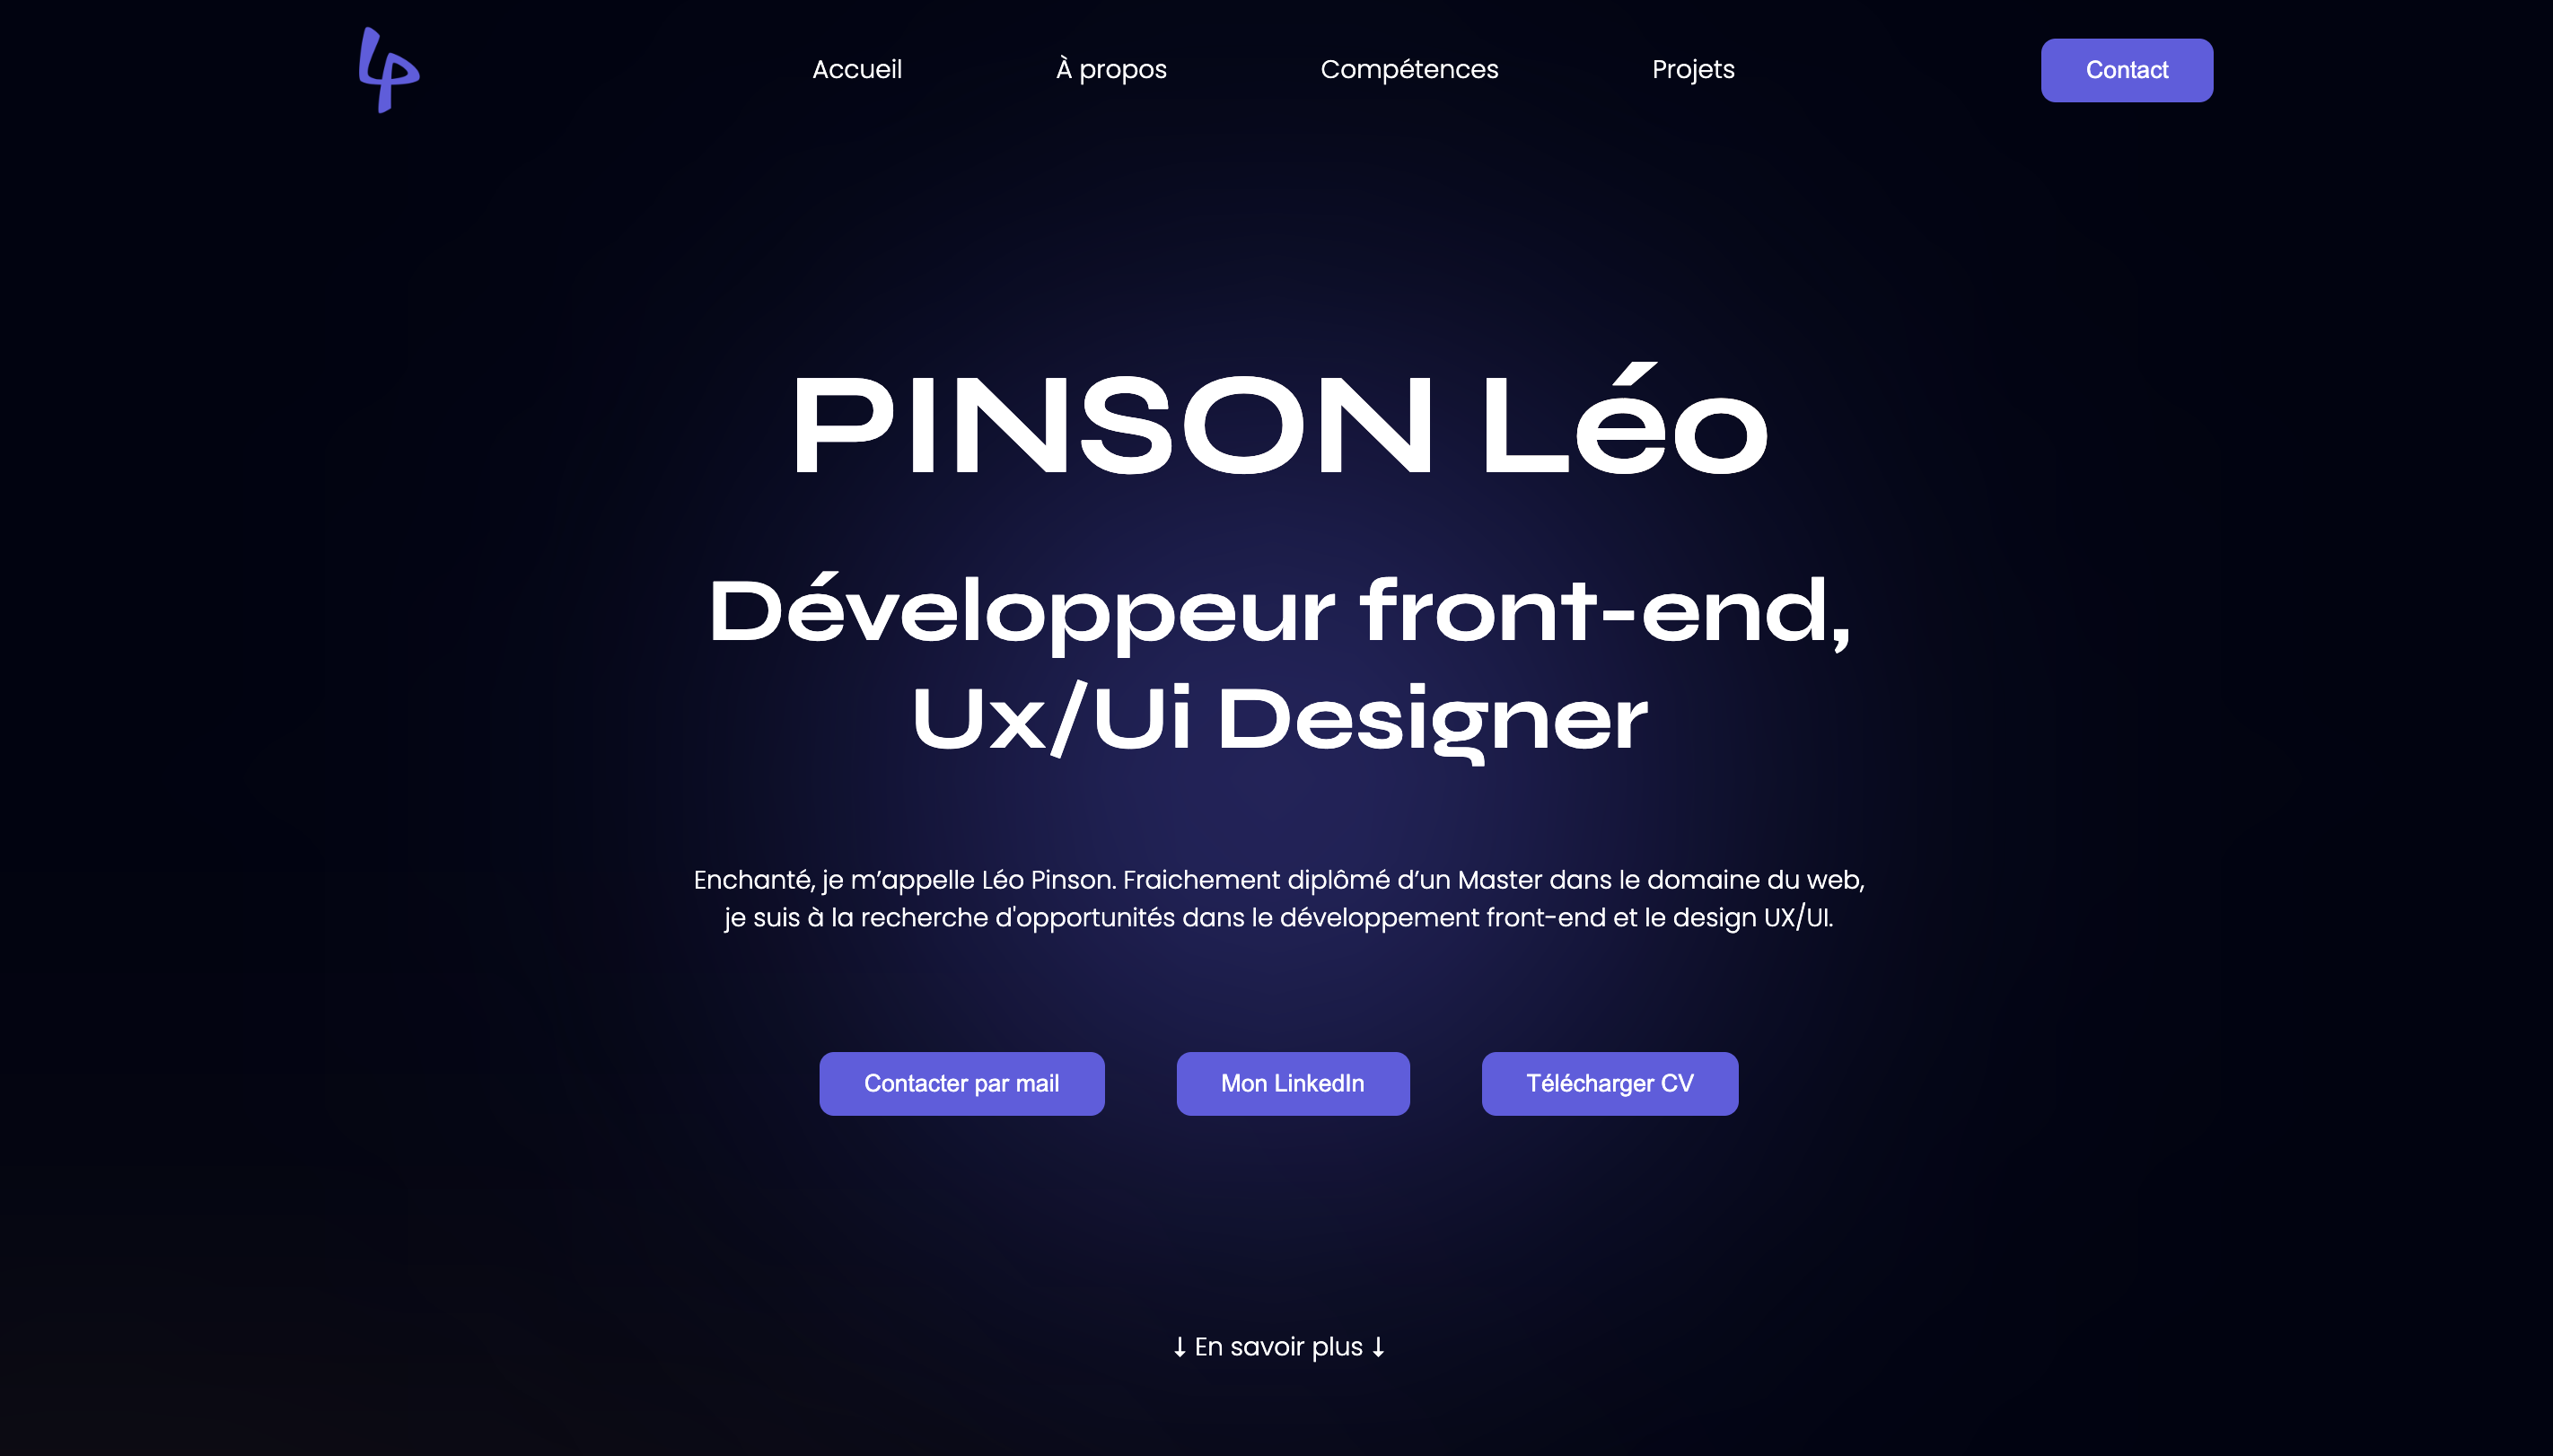 LP
Accueil
À propos
Compétences
Projets
Contact
PINSON Léo
Développeur front-end,
Ux/Ui Designer
Enchanté, je m’appelle Léo Pinson. Fraichement diplômé d’un Master dans le domaine du web,
je suis à la recherche d'opportunités dans le développement front-end et le design UX/UI.
Contacter par mail
Mon LinkedIn
Télécharger CV
↓ En savoir plus ↓